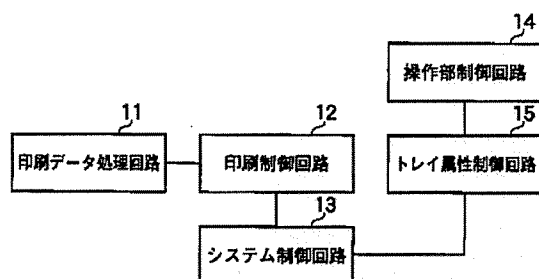 14
操作部制御回路
11
12
15
印刷データ処理回路
印刷制御回路
トレイ属性制御回路
13
システム制御回路